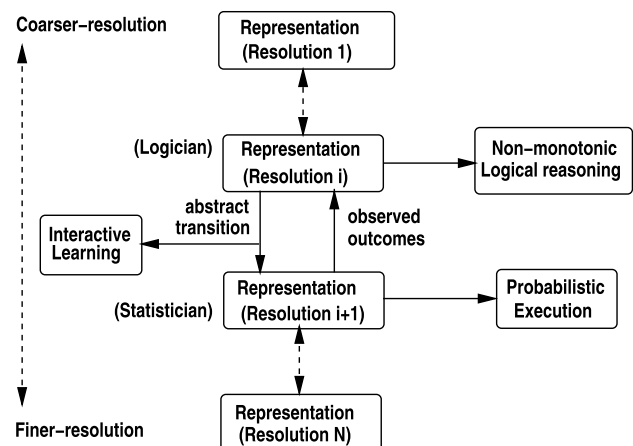 Coarser-resolution
Representation
(Resolution 1)
(Logician)
Representation
(Resolution i)
Non-monotonic
Logical reasoning
abstract
transition
observed
outcomes
Interactive
Learning
(Statistician)
Representation
(Resolution i+1)
Probabilistic
Execution
Finer-resolution
Representation
(Resolution N)